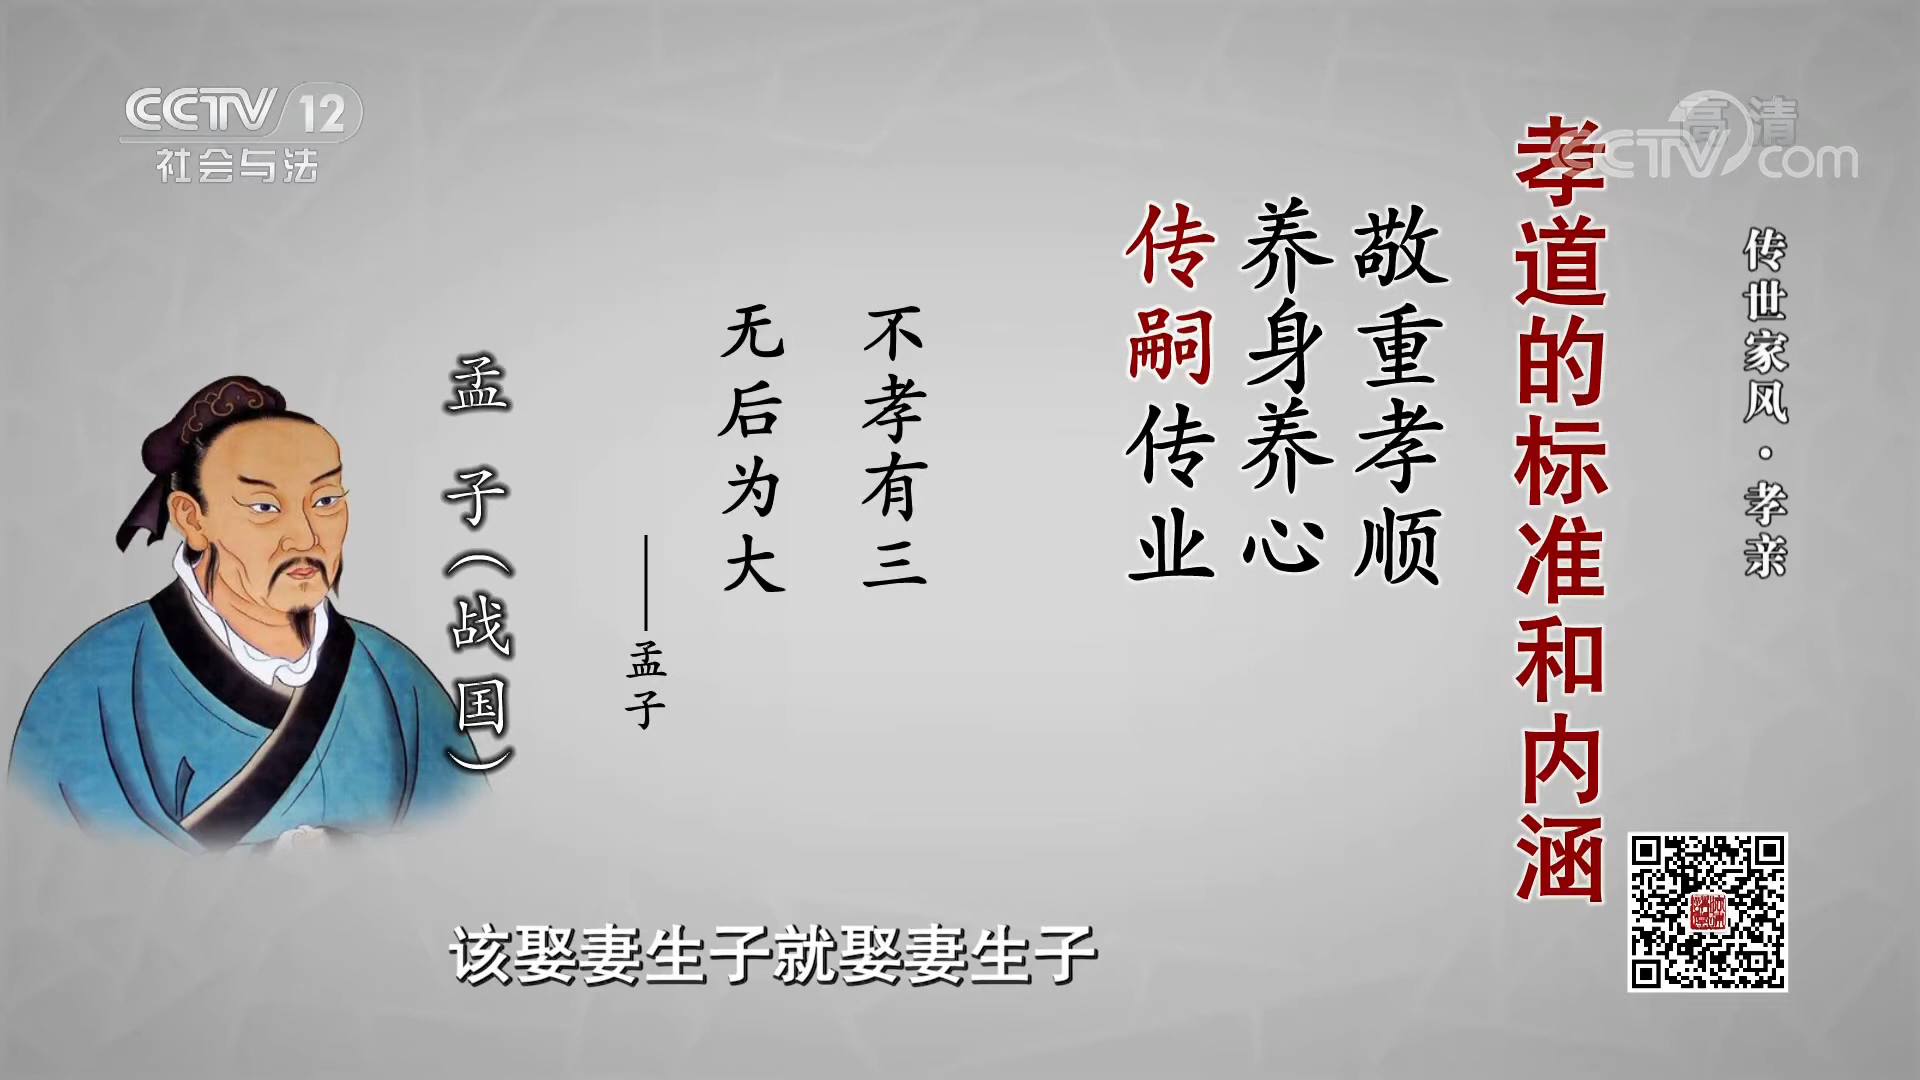 CCTV 12
社会与法
高清
CCTV.com
传世家风·孝亲
孝道的标准和内涵
敬重孝顺
养身养心
传嗣传业
不孝有三
无后为大
——孟子
孟子(战国)
该娶妻生子就娶妻生子